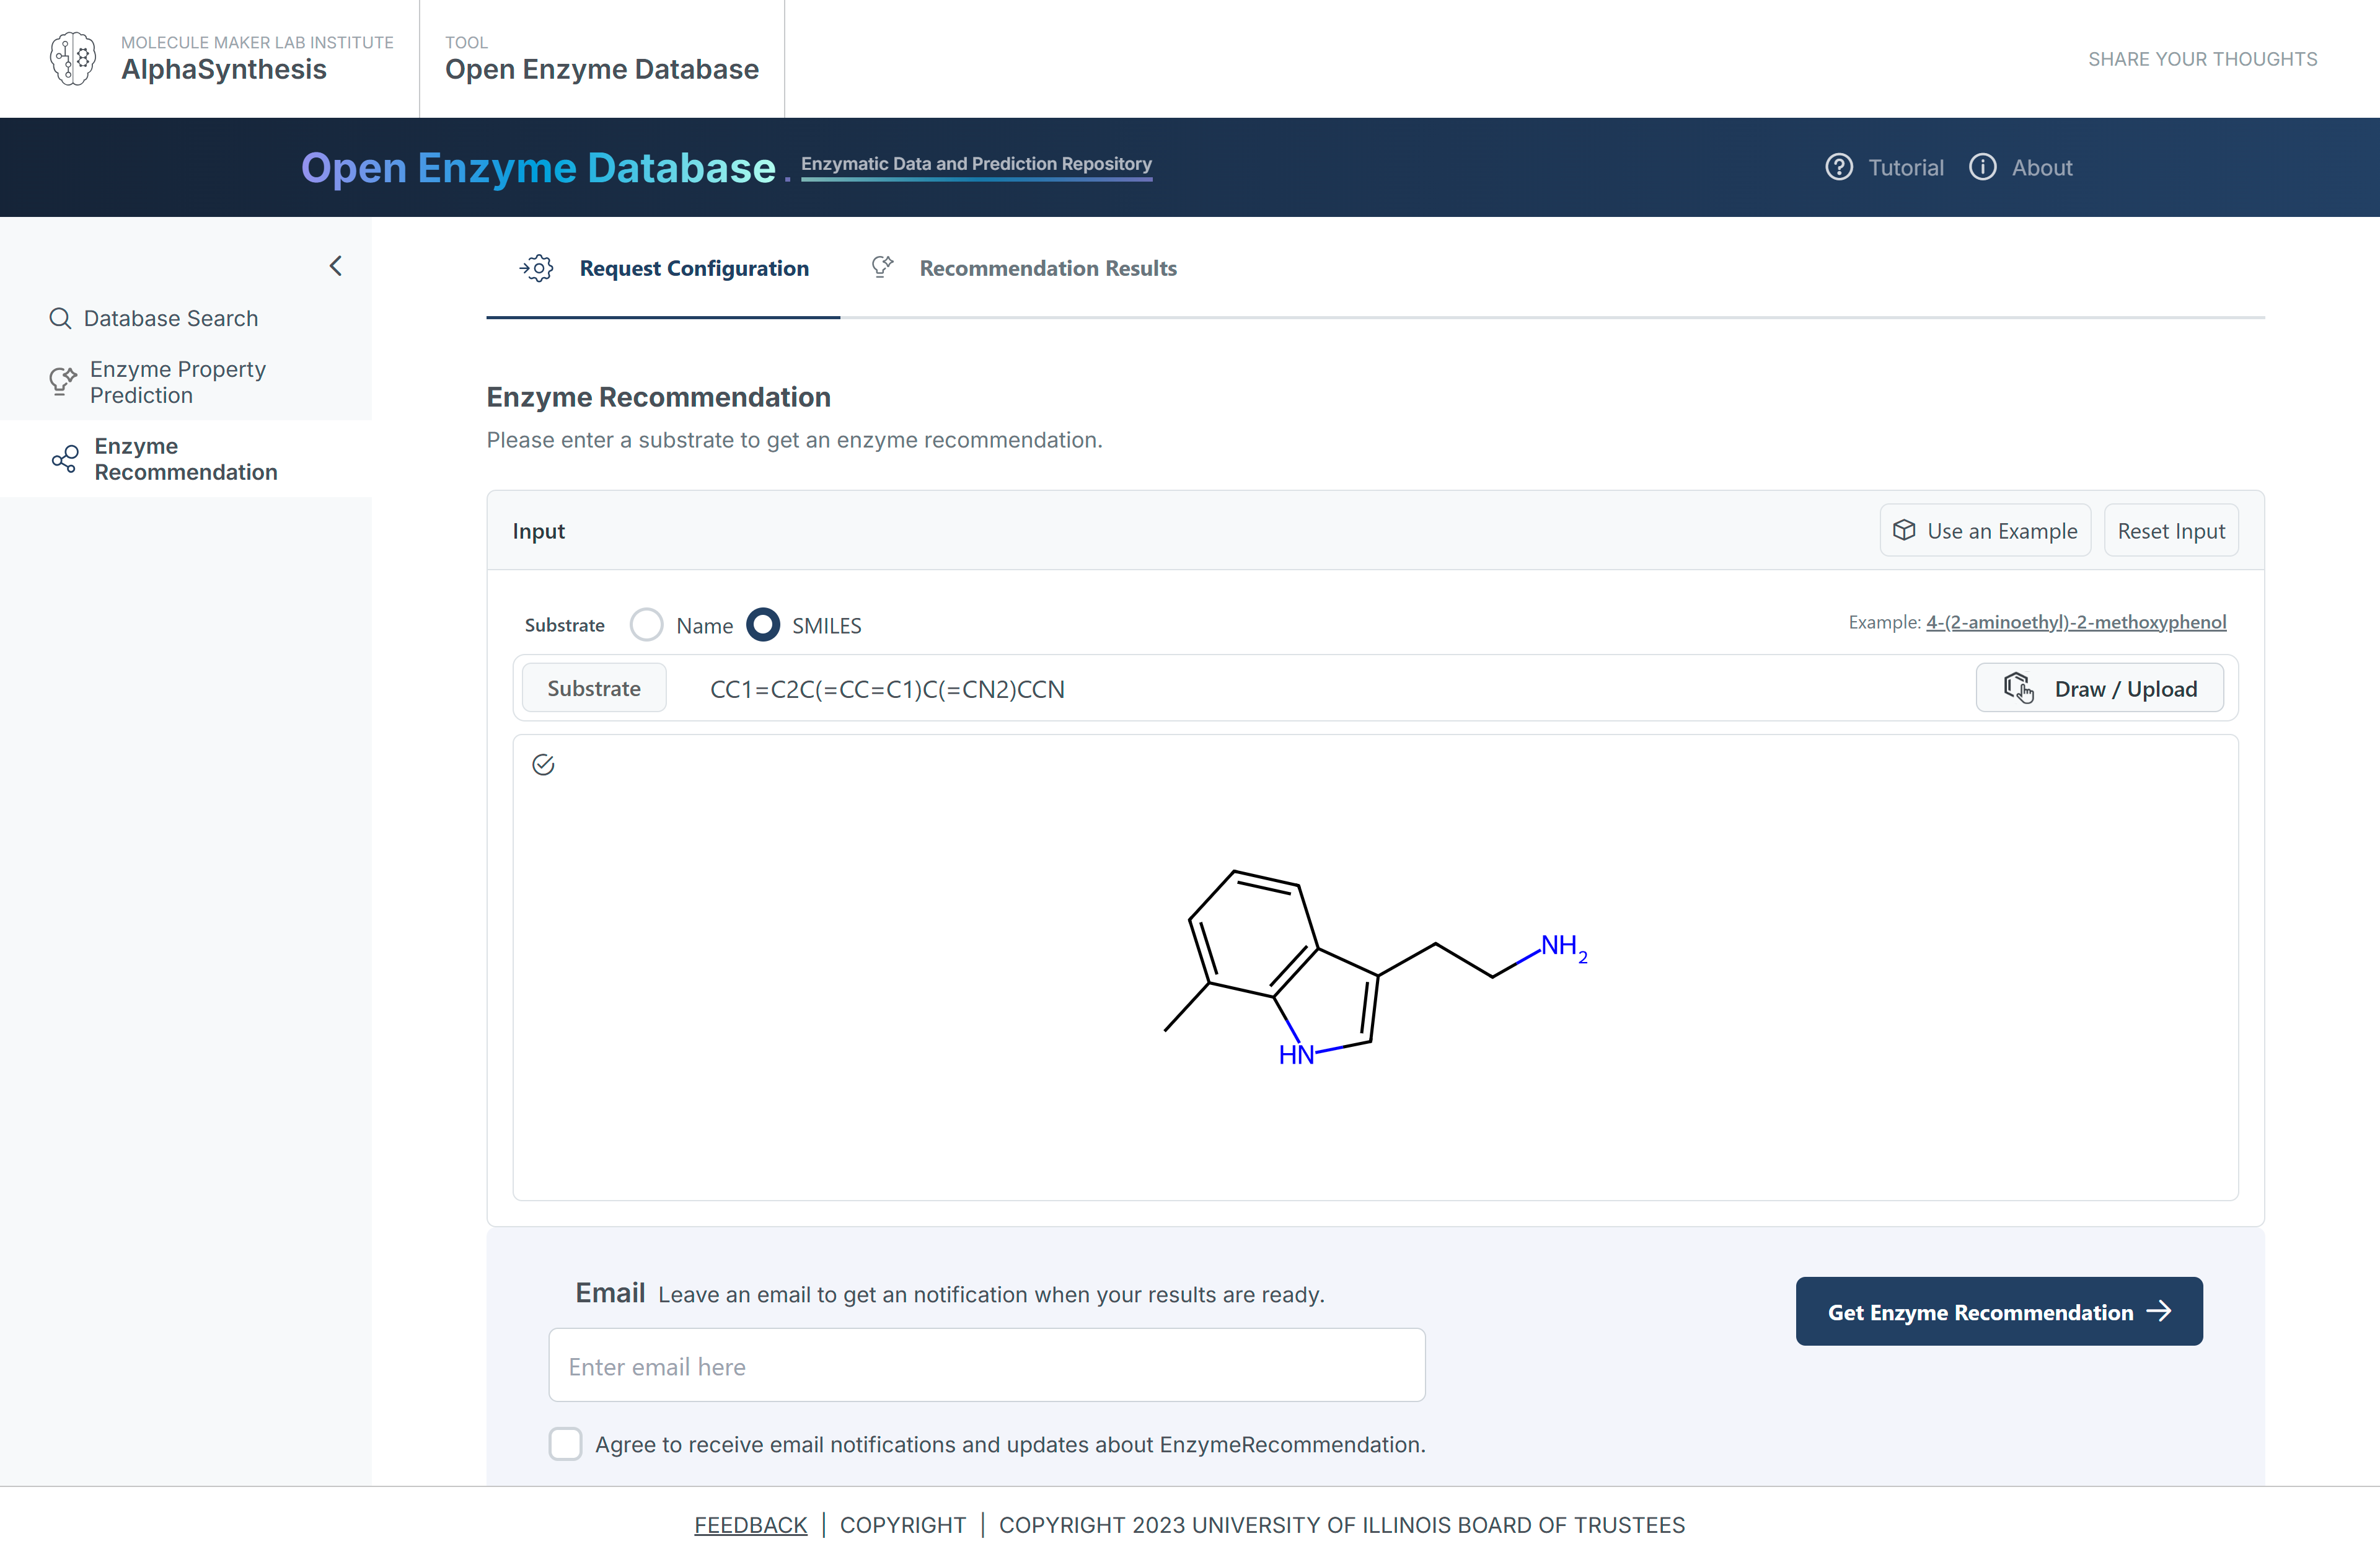 MOLECULE MAKER LAB INSTITUTE
AlphaSynthesis
TOOL
Open Enzyme Database
SHARE YOUR THOUGHTS
Open Enzyme Database. Enzymatic Data and Prediction Repository
Tutorial
About
Database Search
Enzyme Property
Prediction
Enzyme
Recommendation
Request Configuration
Recommendation Results
Enzyme Recommendation
Please enter a substrate to get an enzyme recommendation.
Input
Use an Example
Reset Input
Substrate
Name
SMILES
Example: 4-(2-aminoethyl)-2-methoxyphenol
Substrate
CC1=C2C(=CC=C1)C(=CN2)CCN
Draw / Upload
NH2
HN
Email Leave an email to get an notification when your results are ready.
Get Enzyme Recommendation
Enter email here
Agree to receive email notifications and updates about EnzymeRecommendation.
FEEDBACK | COPYRIGHT | COPYRIGHT 2023 UNIVERSITY OF ILLINOIS BOARD OF TRUSTEES